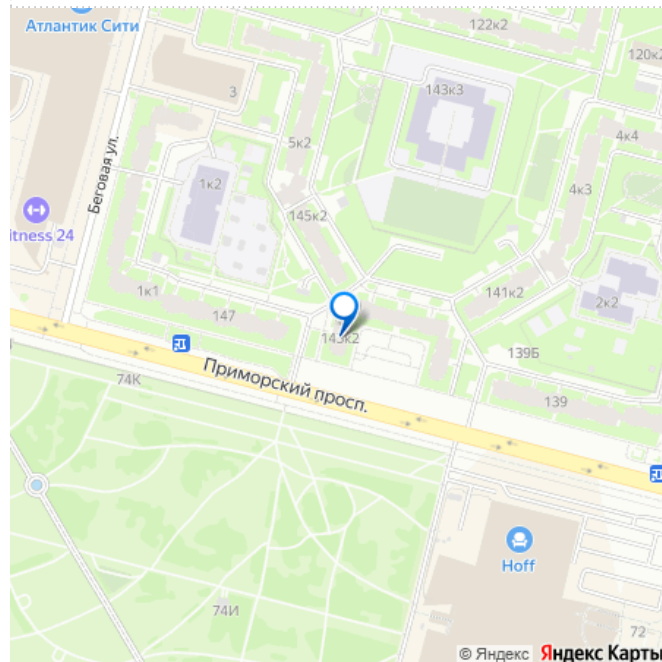 Атлантик Сити
122к2
120к2
3
143к3
Беговая ул.
5к2
4к4
4к3
1к2
145к2
itness 24
1к1
147
141к2
2к2
143к2
139Б
74К
Приморский просп.
139
Hoff
74И
72
© Яндекс Яндекс Карты